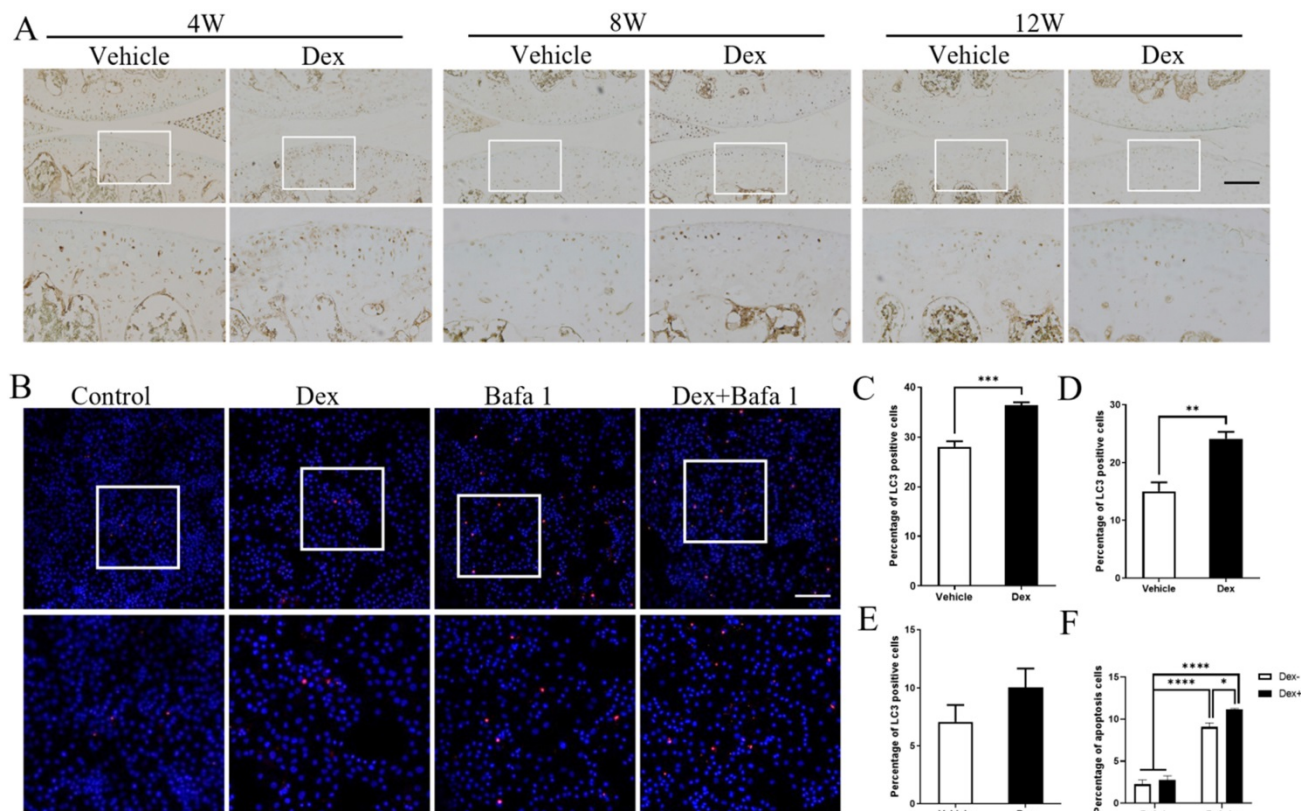 A
4W
8W
12W
Vehicle Dex Vehicle Dex Vehicle Dex
B
Control Dex Bafa 1 Dex+Bafa 1
C
Percentage of LC3 positive cells
40
30
20
10
0
***
Vehicle Dex
D
Percentage of LC3 positive cells
30
20
10
0
**
Vehicle Dex
E
Percentage of LC3 positive cells
15
10
5
0
F
Percentage of apoptosis cells
15
10
5
0
****
**** *
Dex-
Dex+